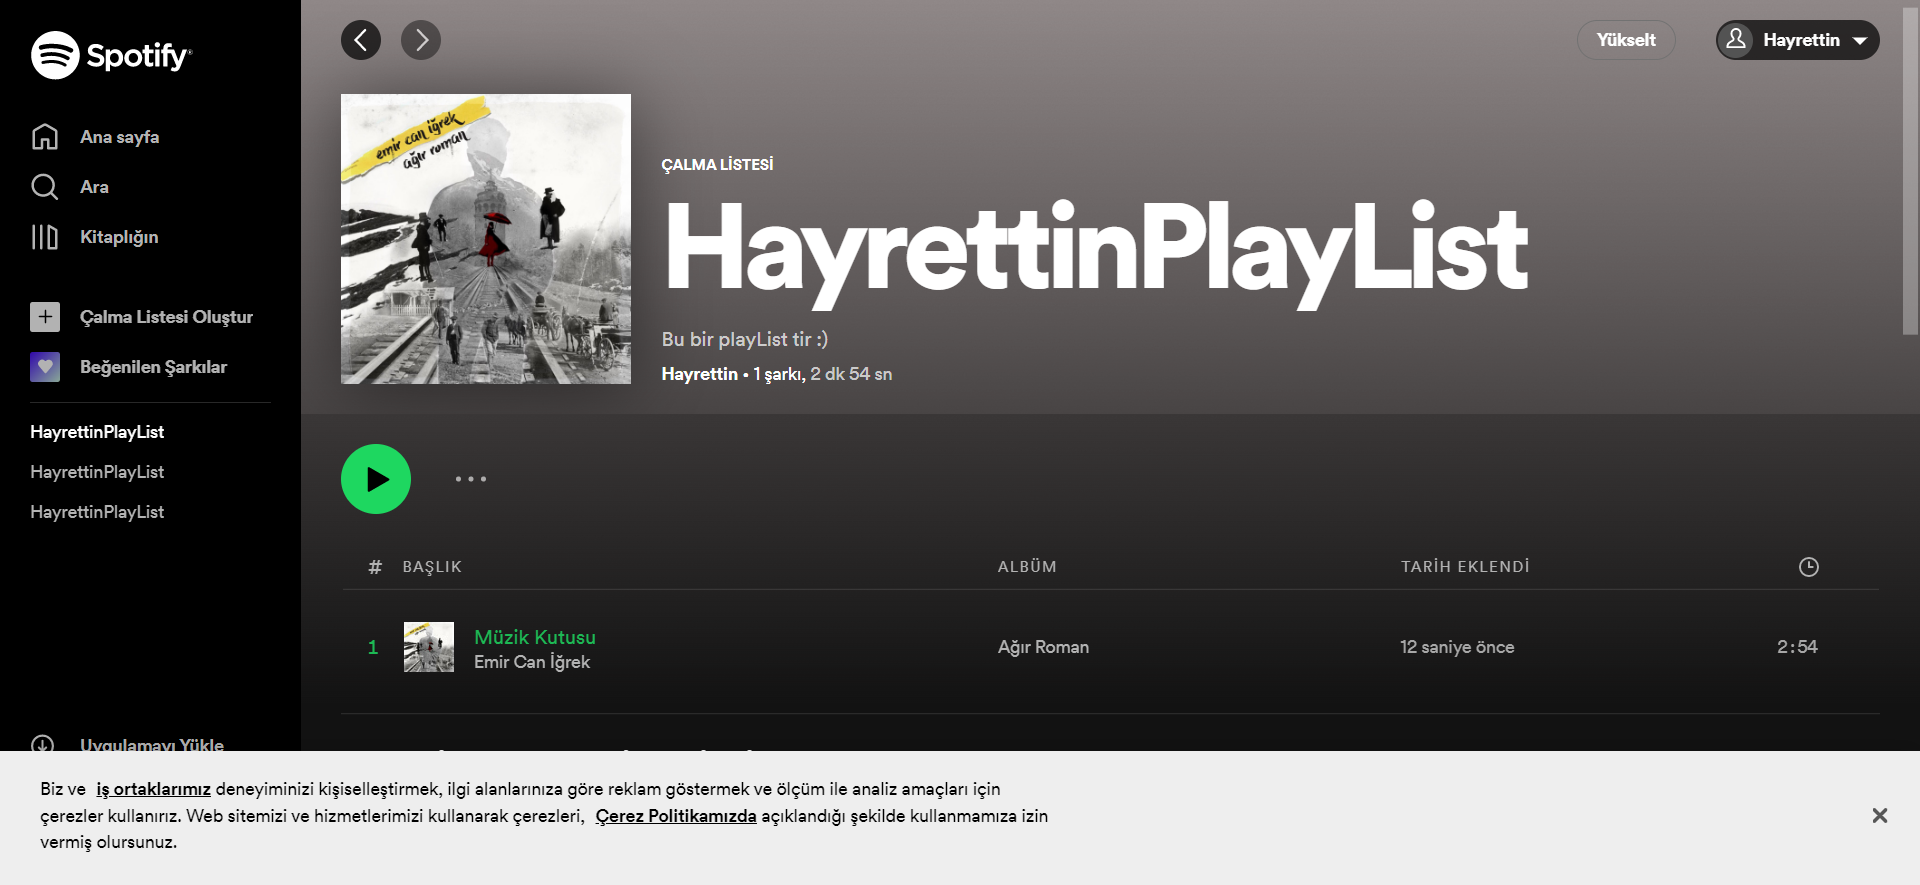 Spotify
Ana sayfa
Ara
Kitaplığın
Çalma Listesi Oluştur
Beğenilen Şarkılar
HayrettinPlayList
HayrettinPlayList
HayrettinPlayList
Uygulamayı Yükle
Yükselt
Hayrettin
emir can iğrek
ağır roman
ÇALMA LİSTESİ
HayrettinPlayList
Bu bir playList tir :)
Hayrettin • 1 şarkı, 2 dk 54 sn
# BAŞLIK ALBÜM TARİH EKLENDİ
1 Müzik Kutusu Ağır Roman 12 saniye önce 2:54
Emir Can İğrek
Biz ve iş ortaklarımız deneyiminizi kişiselleştirmek, ilgi alanlarınıza göre reklam göstermek ve ölçüm ile analiz amaçları için
çerezler kullanırız. Web sitemizi ve hizmetlerimizi kullanarak çerezleri, Çerez Politikamızda açıklandığı şekilde kullanmamıza izin
vermiş olursunuz.